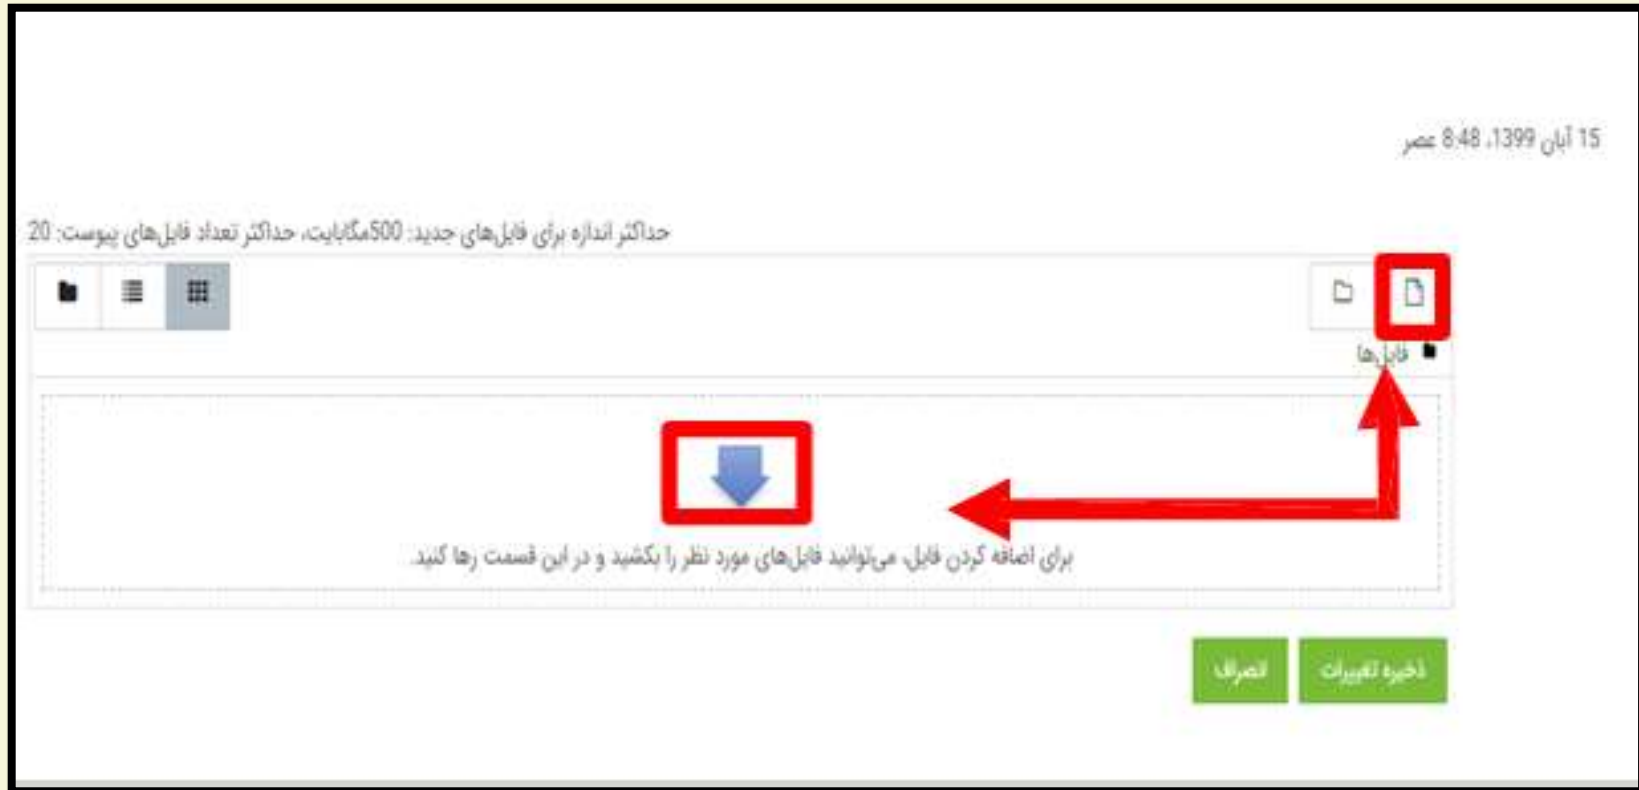 15 آبان 1399، 8:48 عصر
حداکثر اندازه برای فایل‌های جدید: 500مگابایت، حداکثر تعداد فایل‌های پیوست: 20
فایل‌ها
برای اضافه کردن فایل، می‌توانید فایل‌های مورد نظر را بکشید و در این قسمت رها کنید.
ذخیره تغییرات
انصراف